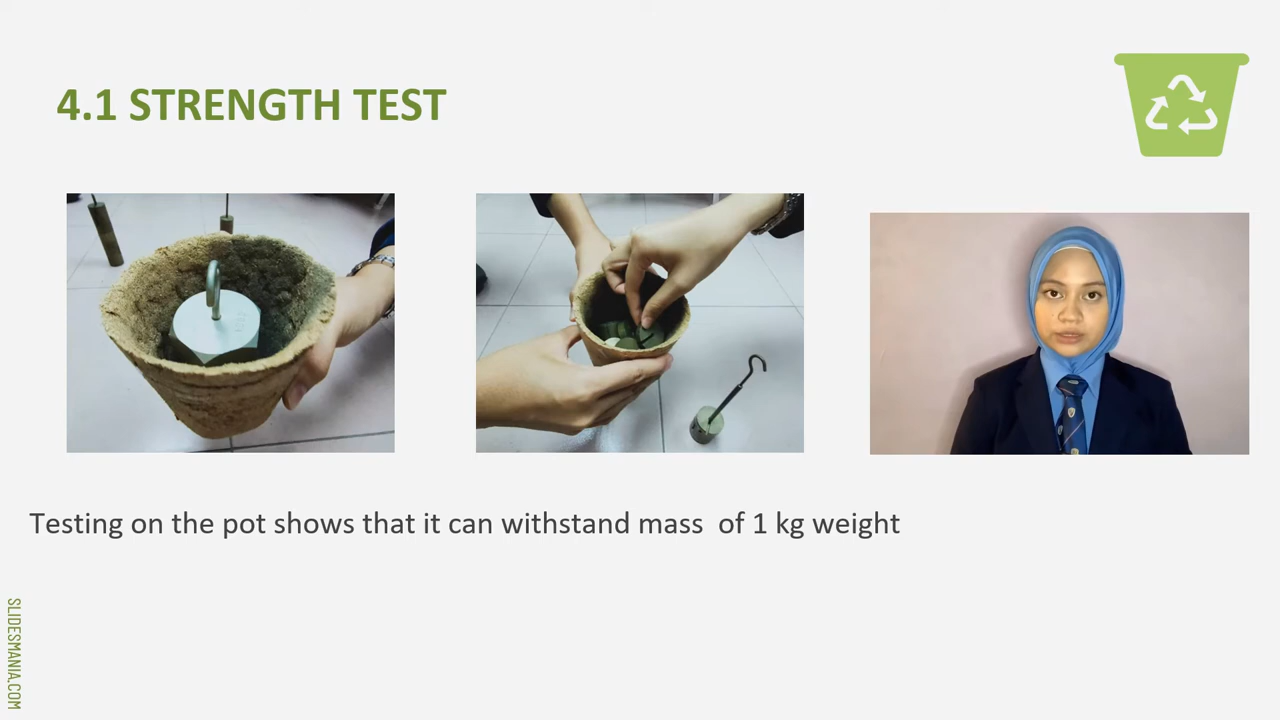 4.1 STRENGTH TEST
Testing on the pot shows that it can withstand mass  of 1 kg weight
SLIDESMANIA.COM